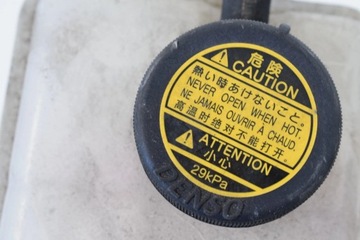 危険
CAUTION
熱い時あけないこと。
NEVER OPEN WHEN HOT.
NE JAMAIS OUVRIR À CHAUD.
高温时绝对不能打开.
ATTENTION
小心
29kPa
DENSO